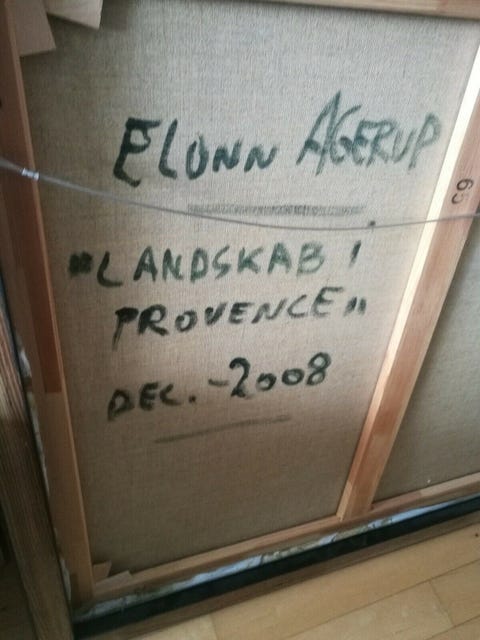 ELONN AGERUP
"LANDSKAB I
PROVENCE"
DEC. - 2008
65